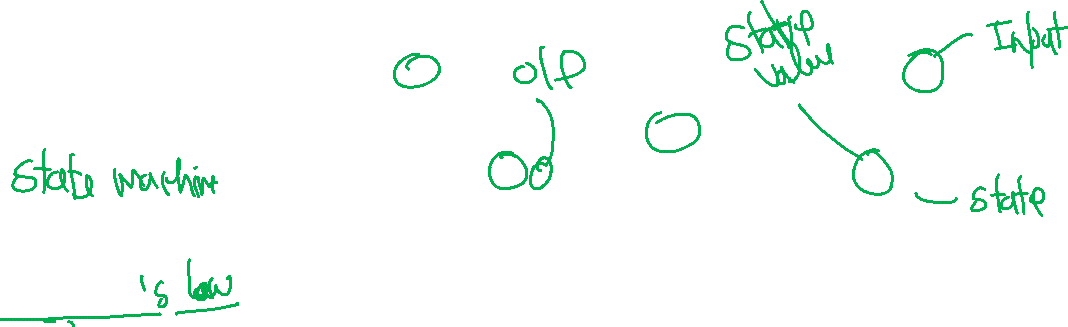 State machine
's law
o/p
State
value
Input
State